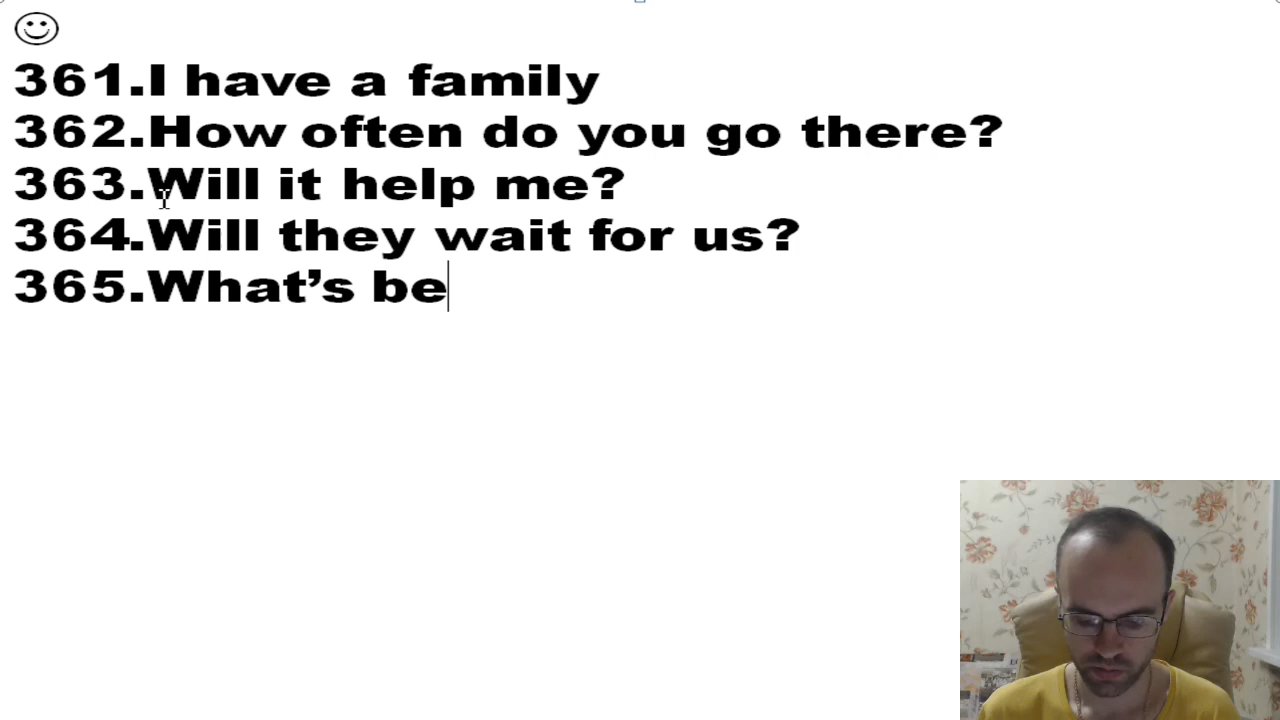 361.I have a family
362.How often do you go there?
363.Will it help me?
364.Will they wait for us?
365.What’s be